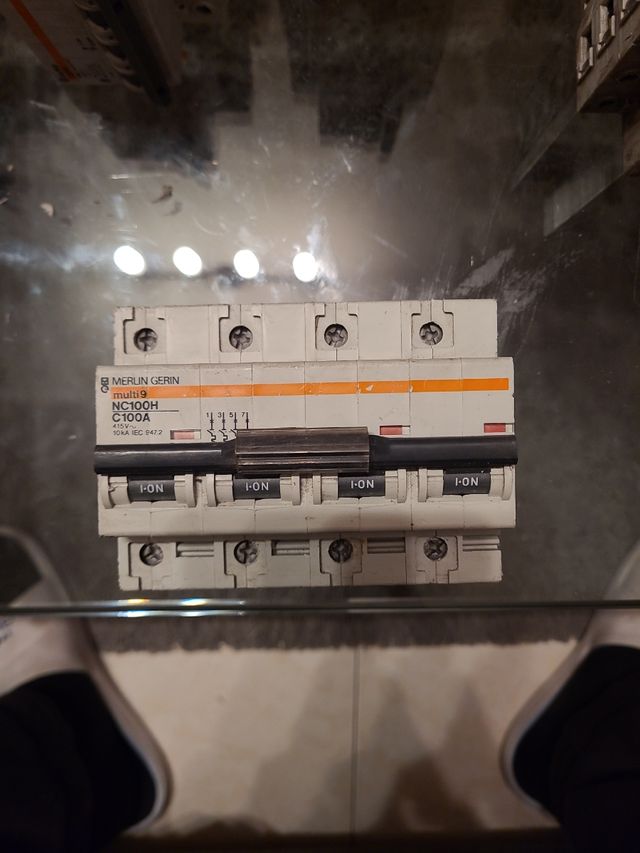 MERLIN GERIN
multi 9
NC100H
C100A
415V~
10kA IEC 947.2
1 3 5 7
I·ON I·ON I·ON I·ON